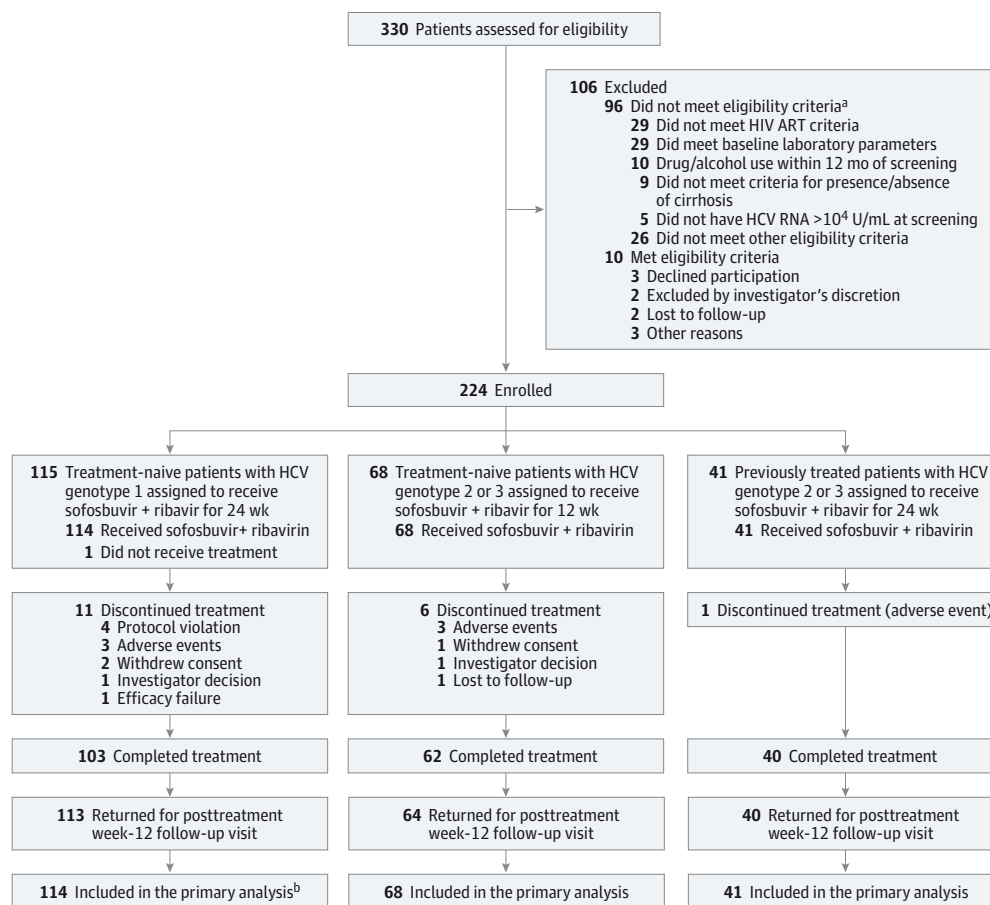 330 Patients assessed for eligibility
106 Excluded
96 Did not meet eligibility criteriaᵃ
29 Did not meet HIV ART criteria
29 Did meet baseline laboratory parameters
10 Drug/alcohol use within 12 mo of screening
9 Did not meet criteria for presence/absence
of cirrhosis
5 Did not have HCV RNA >10⁴ U/mL at screening
26 Did not meet other eligibility criteria
10 Met eligibility criteria
3 Declined participation
2 Excluded by investigator's discretion
2 Lost to follow-up
3 Other reasons
224 Enrolled
115 Treatment-naive patients with HCV
genotype 1 assigned to receive
sofosbuvir + ribavir for 24 wk
114 Received sofosbuvir+ ribavirin
1 Did not receive treatment
68 Treatment-naive patients with HCV
genotype 2 or 3 assigned to receive
sofosbuvir + ribavir for 12 wk
68 Received sofosbuvir + ribavirin
41 Previously treated patients with HCV
genotype 2 or 3 assigned to receive
sofosbuvir + ribavir for 24 wk
41 Received sofosbuvir + ribavirin
11 Discontinued treatment
4 Protocol violation
3 Adverse events
2 Withdrew consent
1 Investigator decision
1 Efficacy failure
6 Discontinued treatment
3 Adverse events
1 Withdrew consent
1 Investigator decision
1 Lost to follow-up
1 Discontinued treatment (adverse event)
103 Completed treatment
62 Completed treatment
40 Completed treatment
113 Returned for posttreatment
week-12 follow-up visit
64 Returned for posttreatment
week-12 follow-up visit
40 Returned for posttreatment
week-12 follow-up visit
114 Included in the primary analysisᵇ
68 Included in the primary analysis
41 Included in the primary analysis